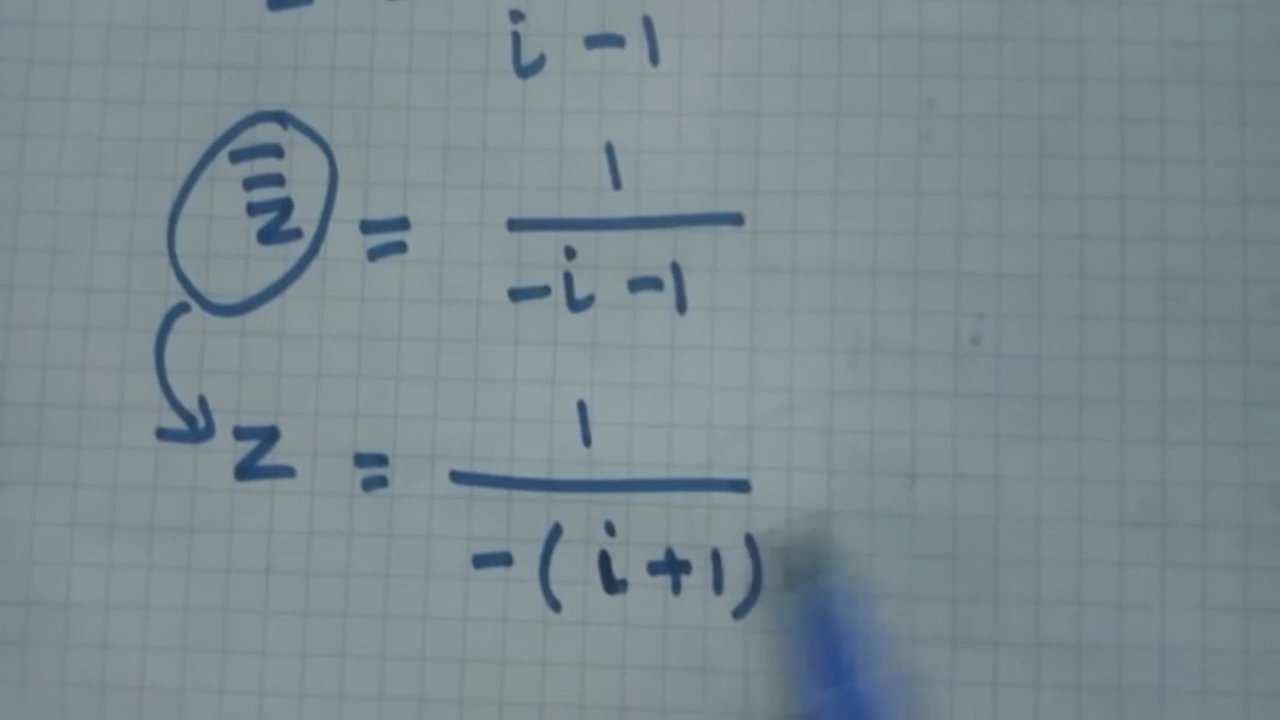 i - 1
z̿ = 1 / -i - 1
z = 1 / -(i + 1)